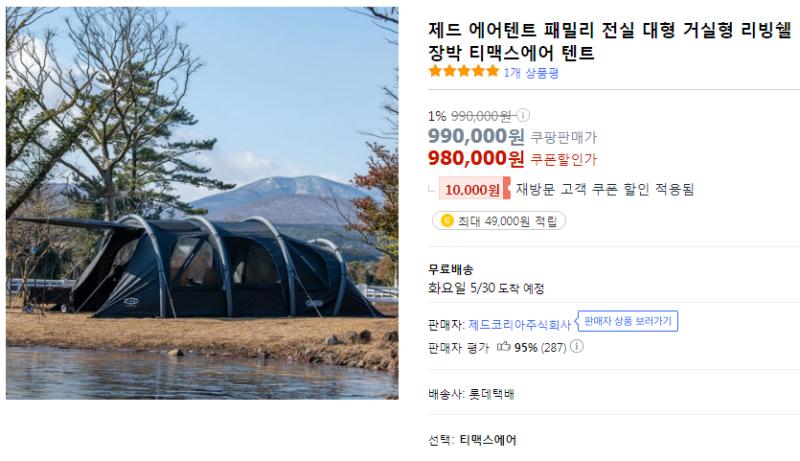 제드 에어텐트 패밀리 전실 대형 거실형 리빙쉘
장박 티맥스에어 텐트
1개 상품평
1% 990,000원
990,000원 쿠팡판매가
980,000원 쿠폰할인가
10,000원 재방문 고객 쿠폰 할인 적용됨
최대 49,000원 적립
무료배송
화요일 5/30 도착 예정
판매자: 제드코리아주식회사 판매자 상품 보러가기
판매자 평가 95% (287)
배송사: 롯데택배
선택: 티맥스에어